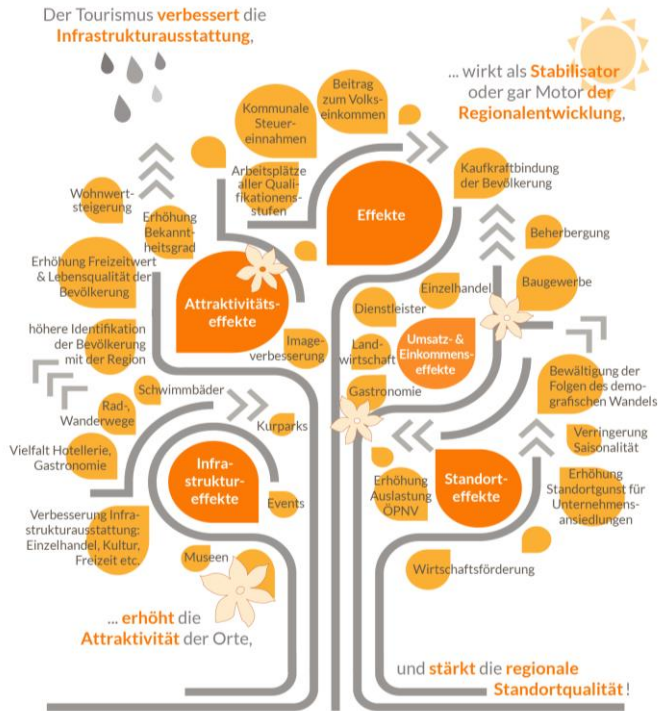 Der Tourismus verbessert die
Infrastrukturausstattung,
... wirkt als Stabilisator
oder gar Motor der
Regionalentwicklung,
Beitrag
zum Volks-
einkommen
Kommunale
Steuer-
einnahmen
Arbeitsplätze
aller Quali-
fikationens-
stufen
Effekte
Kaufkraftbindung
der Bevölkerung
Wohnwert-
steigerung
Erhöhung
Bekannt-
heitsgrad
Erhöhung Freizeitwert
& Lebensqualität der
Bevölkerung
Attraktivitäts-
effekte
höhere Identifikation
der Bevölkerung
mit der Region
Image-
verbesserung
Beherbergung
Baugewerbe
Einzelhandel
Dienstleister
Land-
wirtschaft
Umsatz- &
Einkommens-
effekte
Gastronomie
Bewältigung der
Folgen des demo-
grafischen Wandels
Schwimmbäder
Rad-,
Wanderwege
Kurparks
Vielfalt Hotellerie,
Gastronomie
Infra-
struktur-
effekte
Events
Verbesserung Infra-
strukturausstattung:
Einzelhandel, Kultur,
Freizeit etc.
Museen
Verringerung
Saisonalität
Erhöhung
Auslastung
ÖPNV
Standort-
effekte
Erhöhung
Standortgunst für
Unternehmens-
ansiedlungen
Wirtschaftsförderung
... erhöht die
Attraktivität der Orte,
und stärkt die regionale
Standortqualität!